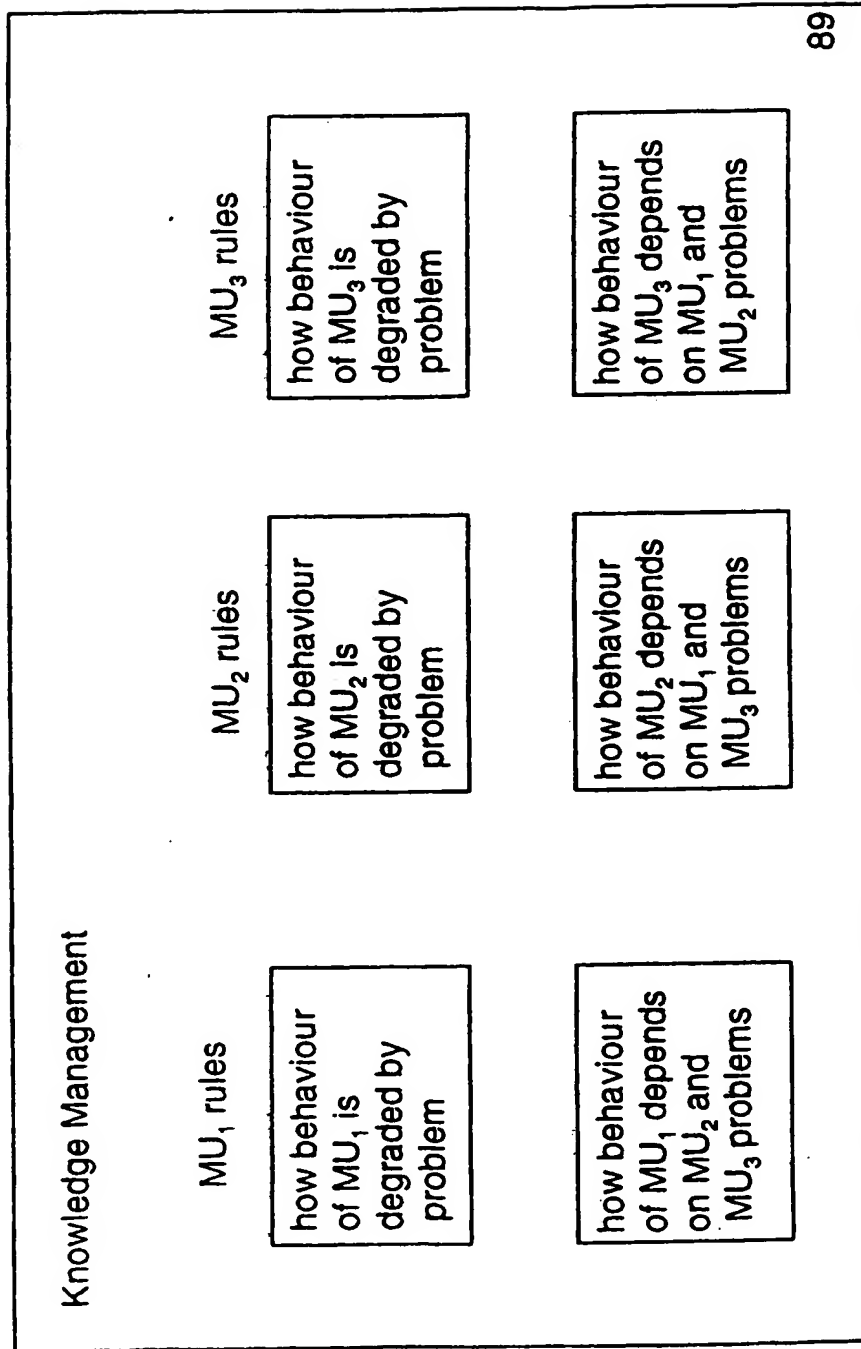 Knowledge Management
MU₁ rules
MU₂ rules
MU₃ rules
how behaviour
of MU₁ is
degraded by
problem
how behaviour
of MU₂ is
degraded by
problem
how behaviour
of MU₃ is
degraded by
problem
how behaviour
of MU₁ depends
on MU₂ and
MU₃ problems
how behaviour
of MU₂ depends
on MU₁ and
MU₃ problems
how behaviour
of MU₃ depends
on MU₁ and
MU₂ problems
89